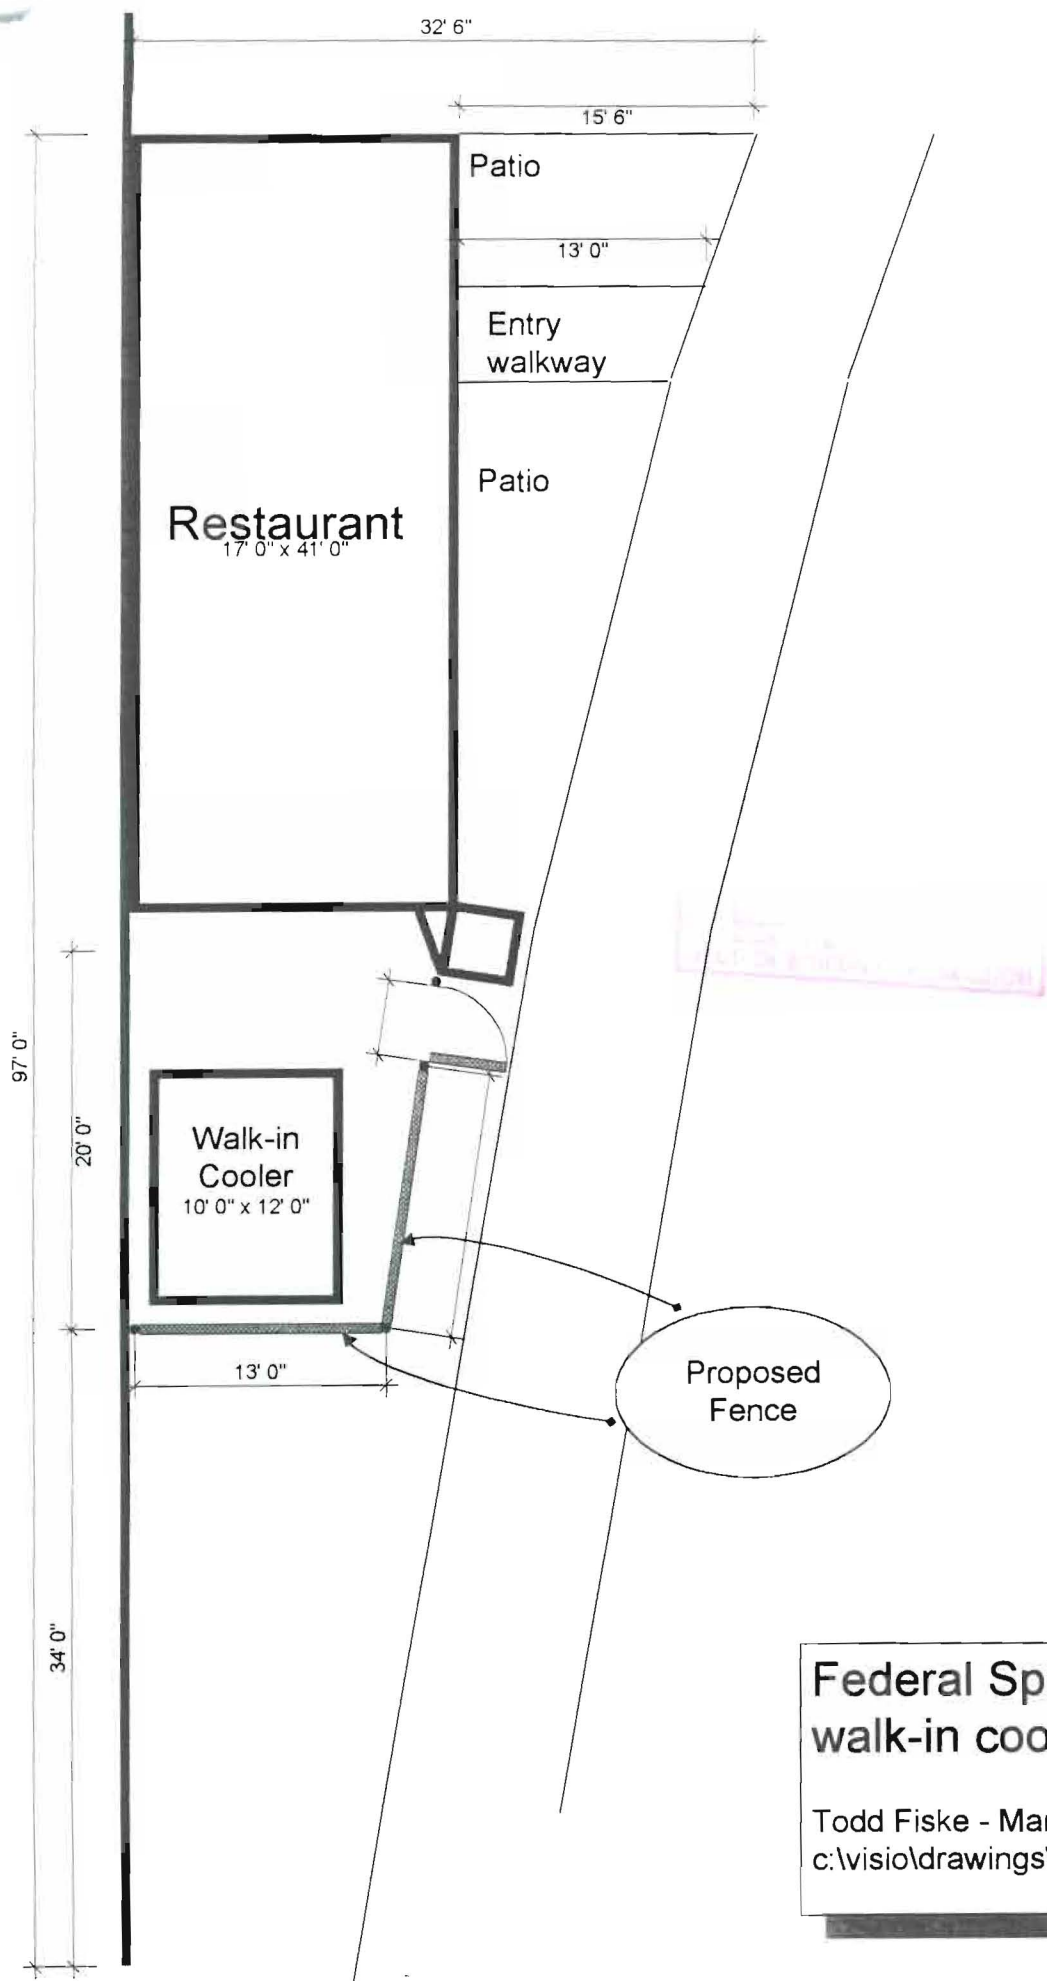 32' 6"
15' 6"
Patio
13' 0"
Entry
walkway
Patio
Restaurant
17' 0" x 41' 0"
97' 0"
20' 0"
Walk-in
Cooler
10' 0" x 12' 0"
13' 0"
Proposed
Fence
34' 0"
Federal Sp
walk-in coo
Todd Fiske - Mar
c:\visio\drawings\